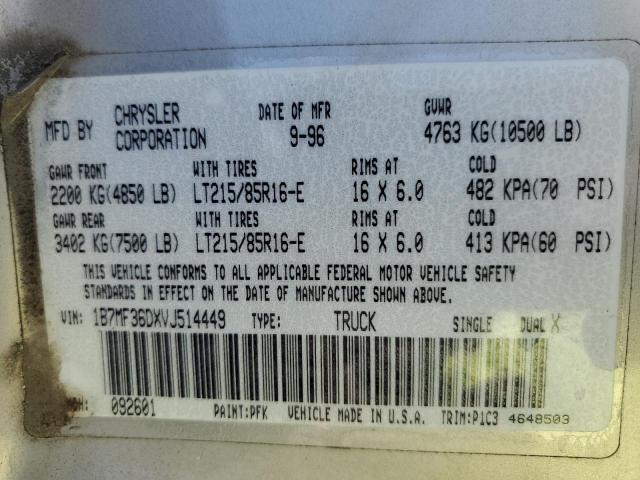 MFD BY CHRYSLER CORPORATION DATE OF MFR 9-96 GVWR 4763 KG(10500 LB)
GAWR FRONT WITH TIRES RIMS AT COLD
2200 KG(4850 LB) LT215/85R16-E 16 X 6.0 482 KPA(70 PSI)
GAWR REAR WITH TIRES RIMS AT COLD
3402 KG(7500 LB) LT215/85R16-E 16 X 6.0 413 KPA(60 PSI)
THIS VEHICLE CONFORMS TO ALL APPLICABLE FEDERAL MOTOR VEHICLE SAFETY
STANDARDS IN EFFECT ON THE DATE OF MANUFACTURE SHOWN ABOVE.
VIN: 1B7MF36DXVJ514449 TYPE: TRUCK SINGLE DUAL X
092601 PAINT:PFK VEHICLE MADE IN U.S.A. TRIM:P1C3 4648503